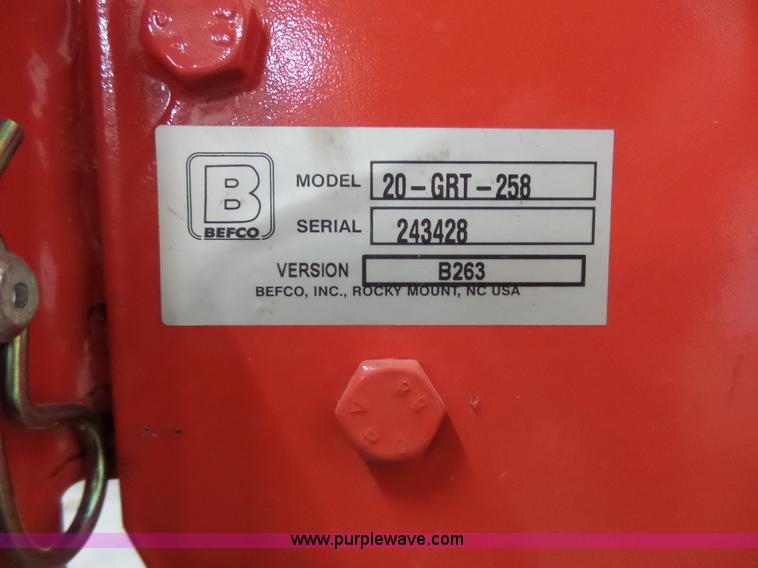 B
BEFCO
MODEL 20-GRT-258
SERIAL 243428
VERSION B263
BEFCO, INC., ROCKY MOUNT, NC USA
www.purplewave.com